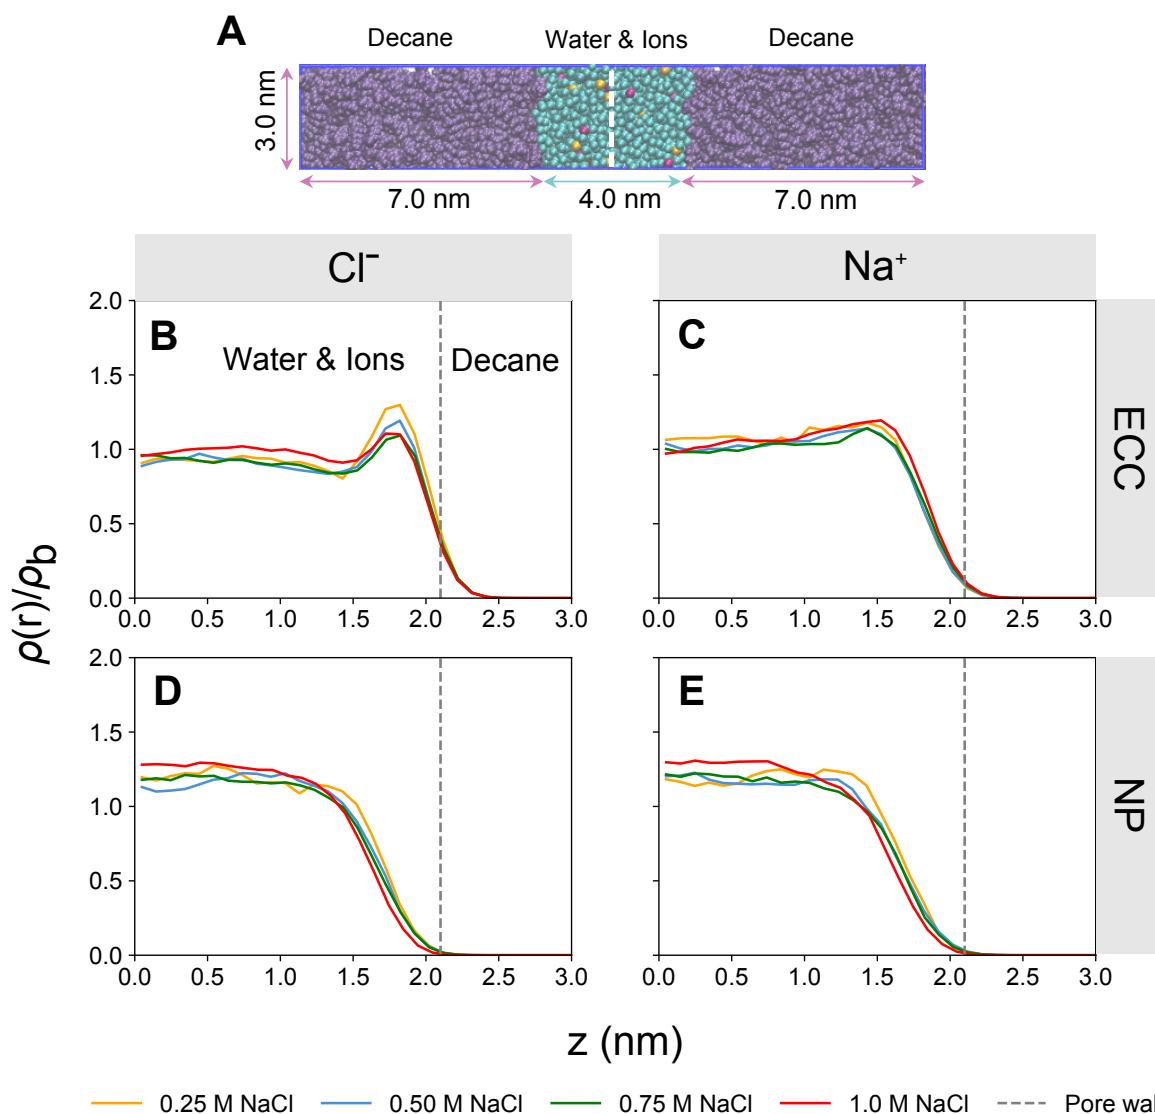 A
Decane Water & Ions Decane
3.0 nm
7.0 nm 4.0 nm 7.0 nm
Cl⁻ Na⁺
B
Water & Ions Decane
2.0
1.5
1.0
0.5
0.0
0.0 0.5 1.0 1.5 2.0 2.5 3.0
C
0.0 0.5 1.0 1.5 2.0 2.5 3.0
ECC
ρ(r)/ρb
D
2.0
1.5
1.0
0.5
0.0
0.0 0.5 1.0 1.5 2.0 2.5 3.0
E
0.0 0.5 1.0 1.5 2.0 2.5 3.0
NP
z (nm)
0.25 M NaCl 0.50 M NaCl 0.75 M NaCl 1.0 M NaCl Pore wal